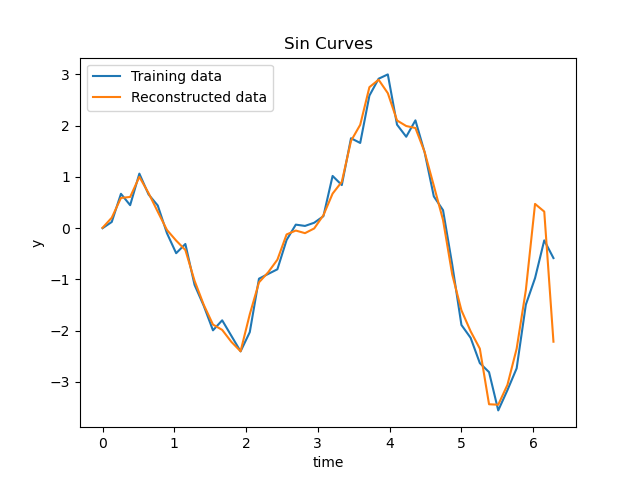 Sin Curves
Training data
Reconstructed data
3
2
1
0
−1
−2
−3
y
0 1 2 3 4 5 6
time